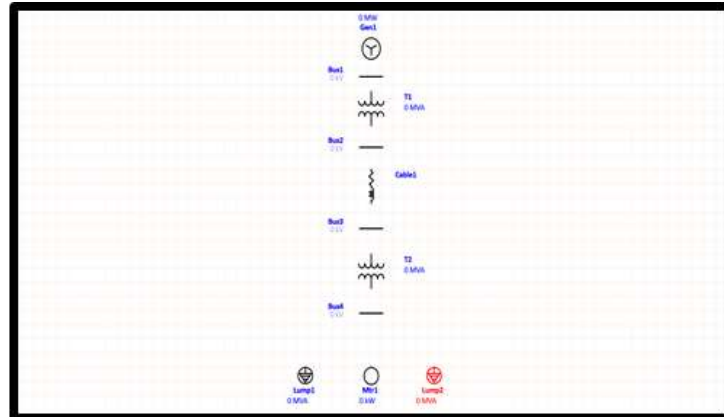 0 MW
Gen1
Bus1
0 kV
T1
0 MVA
Bus2
0 kV
Cable1
Bus3
0 kV
T2
0 MVA
Bus4
0 kV
Lump1 Mtr1 Lump2
0 MVA 0 kW 0 MVA